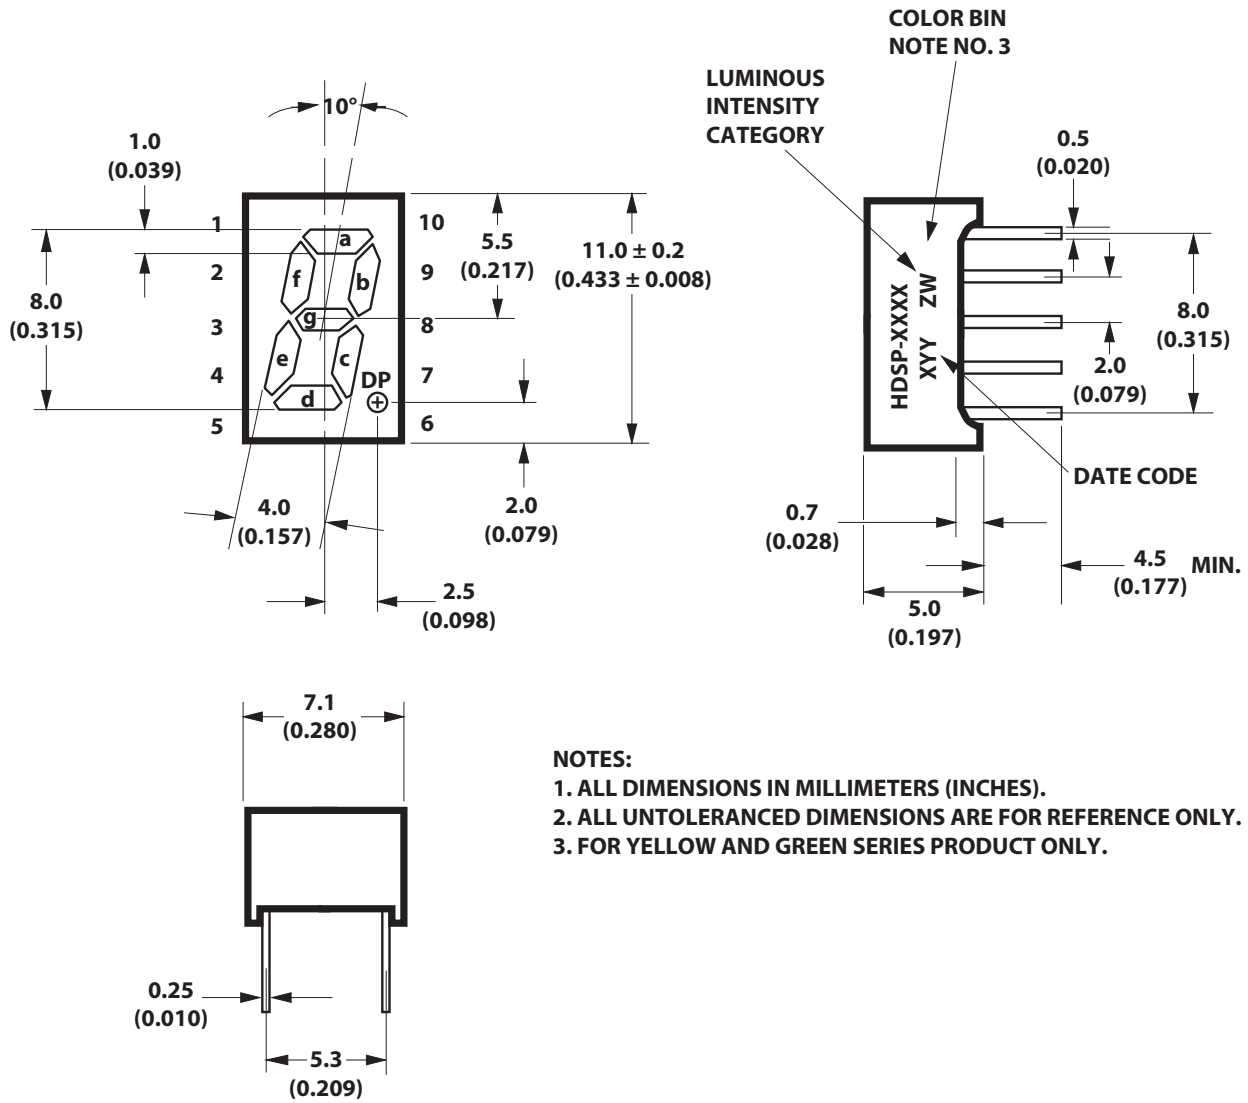 COLOR BIN
NOTE NO. 3
LUMINOUS
INTENSITY
CATEGORY
10°
1.0
(0.039)
0.5
(0.020)
1
2
3
4
5
10
9
8
7
6
a
b
f
g
e
c
d
DP
5.5
(0.217)
11.0 ± 0.2
(0.433 ± 0.008)
8.0
(0.315)
4.0
(0.157)
2.0
(0.079)
2.5
(0.098)
HDSP-XXXX
XYY ZW
8.0
(0.315)
2.0
(0.079)
DATE CODE
0.7
(0.028)
4.5 MIN.
(0.177)
5.0
(0.197)
7.1
(0.280)
NOTES:
1. ALL DIMENSIONS IN MILLIMETERS (INCHES).
2. ALL UNTOLERANCED DIMENSIONS ARE FOR REFERENCE ONLY.
3. FOR YELLOW AND GREEN SERIES PRODUCT ONLY.
0.25
(0.010)
5.3
(0.209)